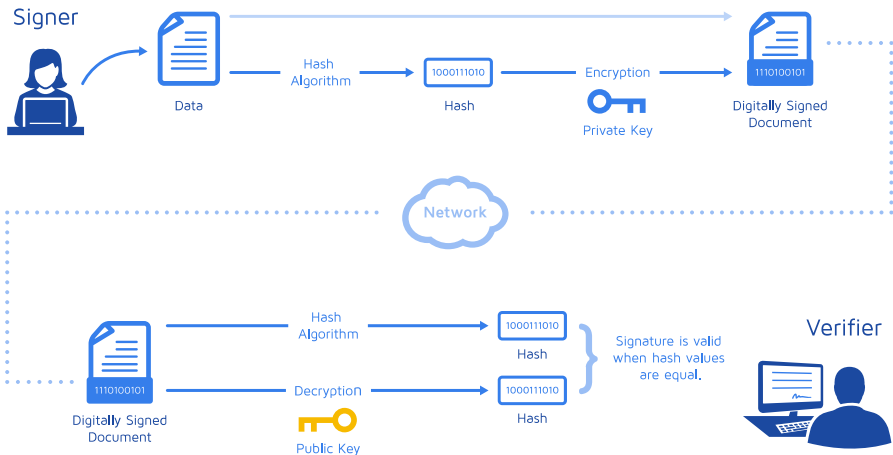 Signer
Data
Hash
Algorithm
1000111010
Hash
Encryption
Private Key
1110100101
Digitally Signed
Document
Network
1110100101
Digitally Signed
Document
Hash
Algorithm
1000111010
Hash
Decryption
Public Key
1000111010
Hash
Signature is valid
when hash values
are equal.
Verifier